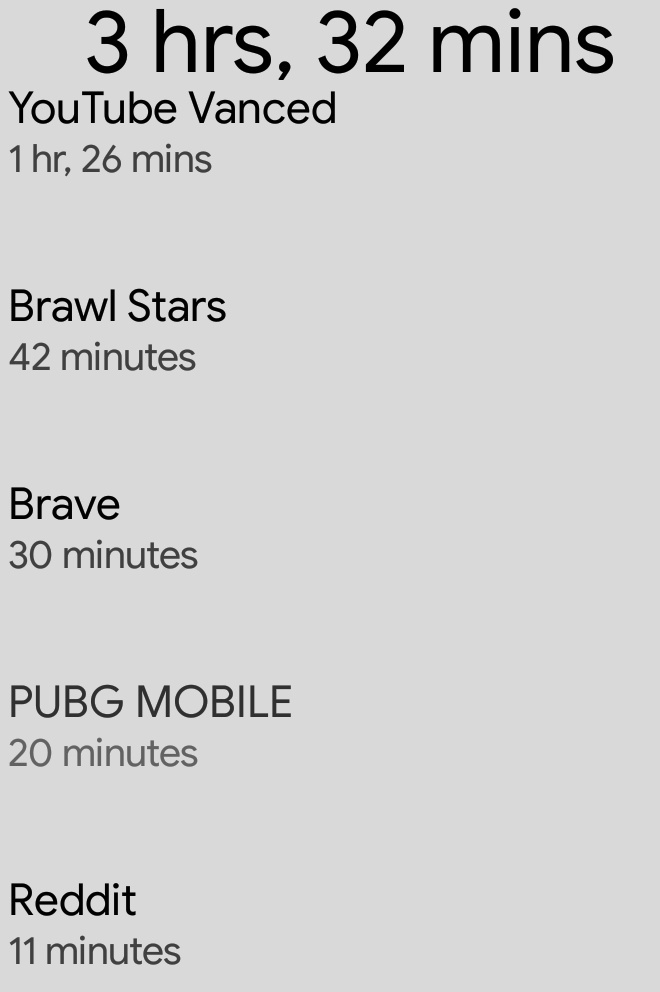 3 hrs, 32 mins
YouTube Vanced
1 hr, 26 mins
Brawl Stars
42 minutes
Brave
30 minutes
PUBG MOBILE
20 minutes
Reddit
11 minutes